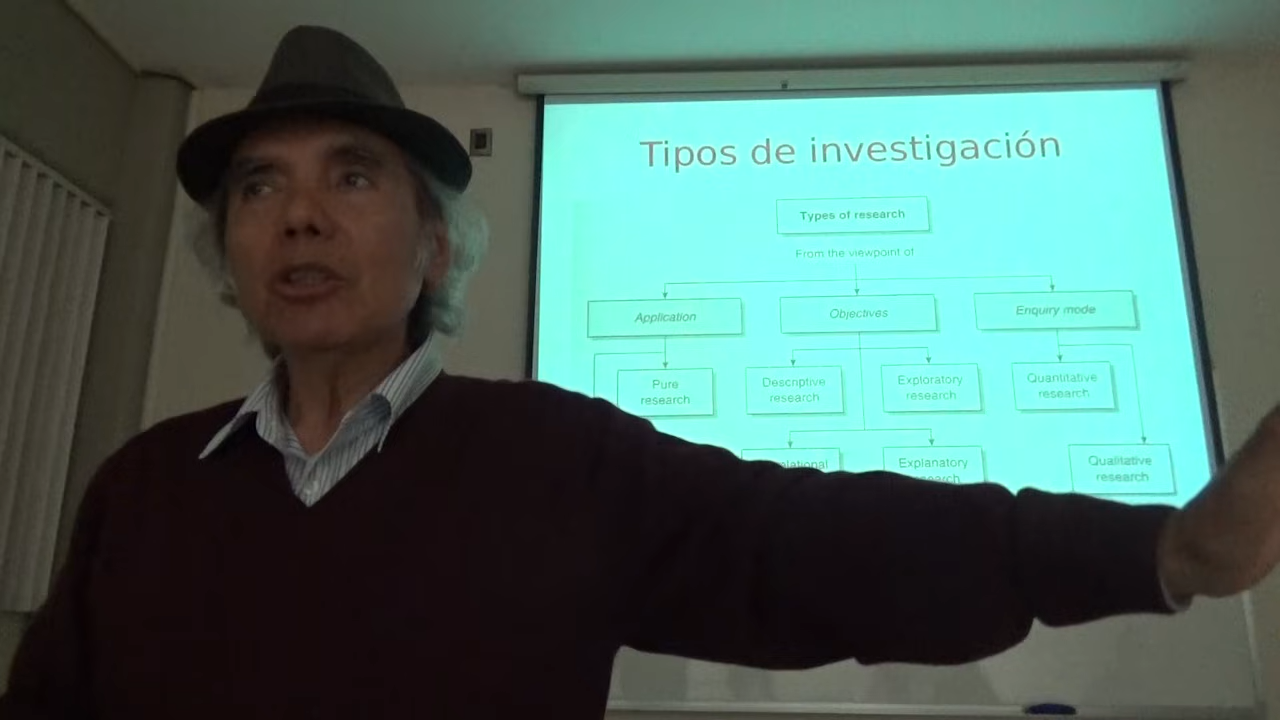 Tipos de investigación
Types of research
From the viewpoint of
Application
Objectives
Enquiry mode
Pure
research
Descriptive
research
Exploratory
research
Quantitative
research
Explanatory
Qualitative
research